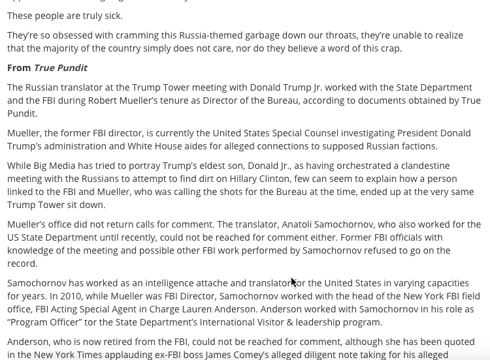 These people are truly sick.
They're so obsessed with cramming this Russia-themed garbage down our throats, they're unable to realize
that the majority of the country simply does not care, nor do they believe a word of this crap.
From True Pundit
The Russian translator at the Trump Tower meeting with Donald Trump Jr. worked with the State Department
and the FBI during Robert Mueller's tenure as Director of the Bureau, according to documents obtained by True
Pundit.
Mueller, the former FBI director, is currently the United States Special Counsel investigating President Donald
Trump's administration and White House aides for alleged connections to supposed Russian factions.
While Big Media has tried to portray Trump's eldest son, Donald Jr., as having orchestrated a clandestine
meeting with the Russians to attempt to find dirt on Hillary Clinton, few can seem to explain how a person
linked to the FBI and Mueller, who was calling the shots for the Bureau at the time, ended up at the very same
Trump Tower sit down.
Mueller's office did not return calls for comment. The translator, Anatoli Samochornov, who also worked for the
US State Department until recently, could not be reached for comment either. Former FBI officials with
knowledge of the meeting and possible other FBI work performed by Samochornov refused to go on the
record.
Samochornov has worked as an intelligence attache and translator for the United States in varying capacities
for years. In 2010, while Mueller was FBI Director, Samochornov worked with the head of the New York FBI field
office, FBI Acting Special Agent in Charge Lauren Anderson. Anderson worked with Samochornov in his role as
"Program Officer" for the State Department's International Visitor & leadership program.
Anderson, who is now retired from the FBI, could not be reached for comment, although she has been quoted
in the New York Times applauding ex-FBI boss James Comey's alleged diligent note taking for his alleged